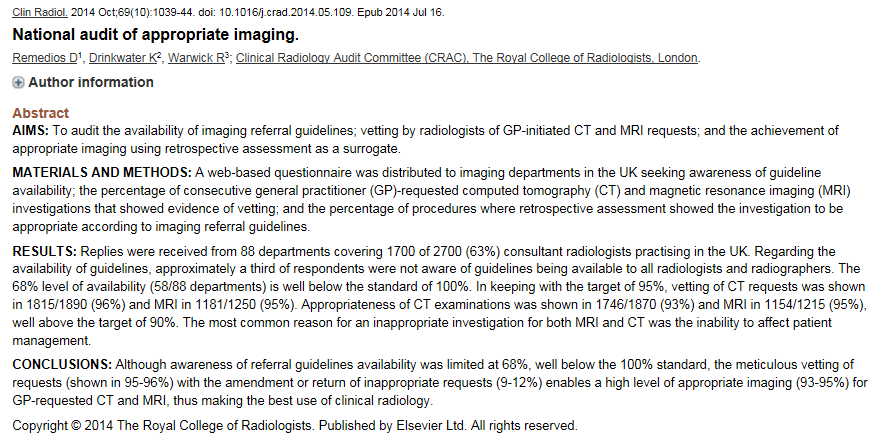 Clin Radiol. 2014 Oct;69(10):1039-44. doi: 10.1016/j.crad.2014.05.109. Epub 2014 Jul 16.
National audit of appropriate imaging.
Remedios D1, Drinkwater K2, Warwick R3; Clinical Radiology Audit Committee (CRAC), The Royal College of Radiologists, London.
Author information
Abstract
AIMS: To audit the availability of imaging referral guidelines; vetting by radiologists of GP-initiated CT and MRI requests; and the achievement of
appropriate imaging using retrospective assessment as a surrogate.
MATERIALS AND METHODS: A web-based questionnaire was distributed to imaging departments in the UK seeking awareness of guideline
availability; the percentage of consecutive general practitioner (GP)-requested computed tomography (CT) and magnetic resonance imaging (MRI)
investigations that showed evidence of vetting; and the percentage of procedures where retrospective assessment showed the investigation to be
appropriate according to imaging referral guidelines.
RESULTS: Replies were received from 88 departments covering 1700 of 2700 (63%) consultant radiologists practising in the UK. Regarding the
availability of guidelines, approximately a third of respondents were not aware of guidelines being available to all radiologists and radiographers. The
68% level of availability (58/88 departments) is well below the standard of 100%. In keeping with the target of 95%, vetting of CT requests was shown
in 1815/1890 (96%) and MRI in 1181/1250 (95%). Appropriateness of CT examinations was shown in 1746/1870 (93%) and MRI in 1154/1215 (95%),
well above the target of 90%. The most common reason for an inappropriate investigation for both MRI and CT was the inability to affect patient
management.
CONCLUSIONS: Although awareness of referral guidelines availability was limited at 68%, well below the 100% standard, the meticulous vetting of
requests (shown in 95-96%) with the amendment or return of inappropriate requests (9-12%) enables a high level of appropriate imaging (93-95%) for
GP-requested CT and MRI, thus making the best use of clinical radiology.
Copyright © 2014 The Royal College of Radiologists. Published by Elsevier Ltd. All rights reserved.